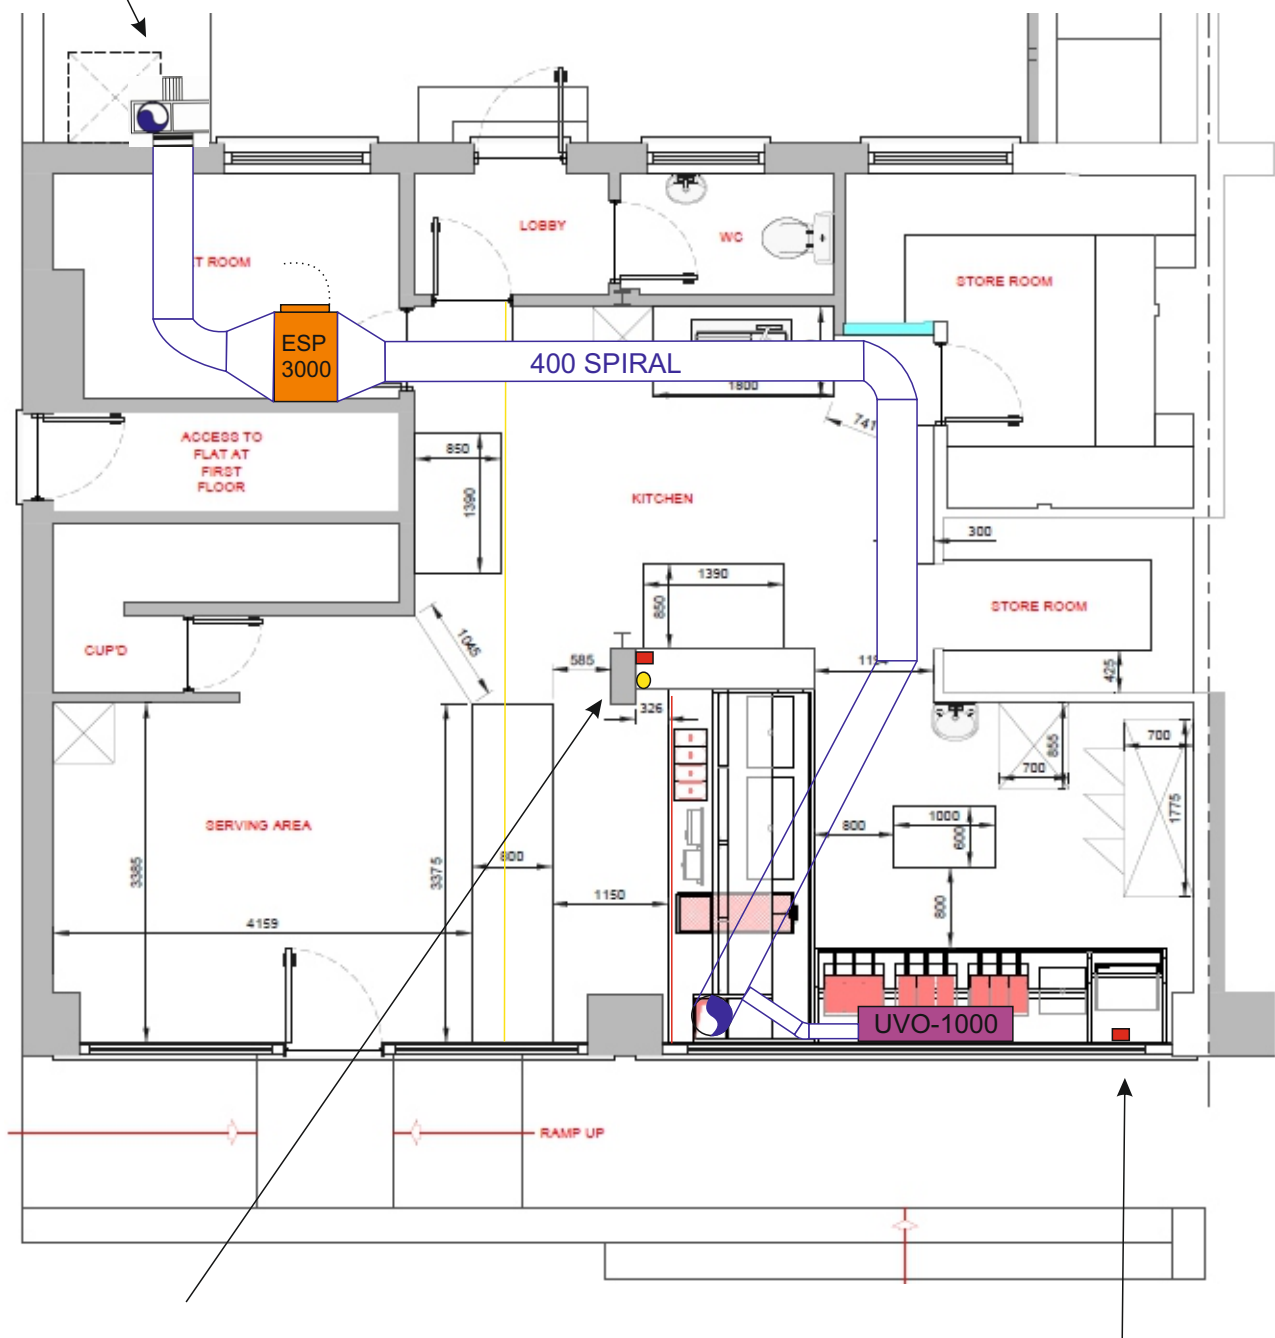 LOBBY
WC
T ROOM
STORE ROOM
ESP
3000
400 SPIRAL
1800
741
ACCESS TO
FLAT AT
FIRST
FLOOR
850
1390
KITCHEN
300
1390
850
STORE ROOM
CUP'D
1045
585
425
326
700
855
700
1775
SERVING AREA
3385
3375
800
800
1000
600
1150
800
4159
UVO-1000
RAMP UP